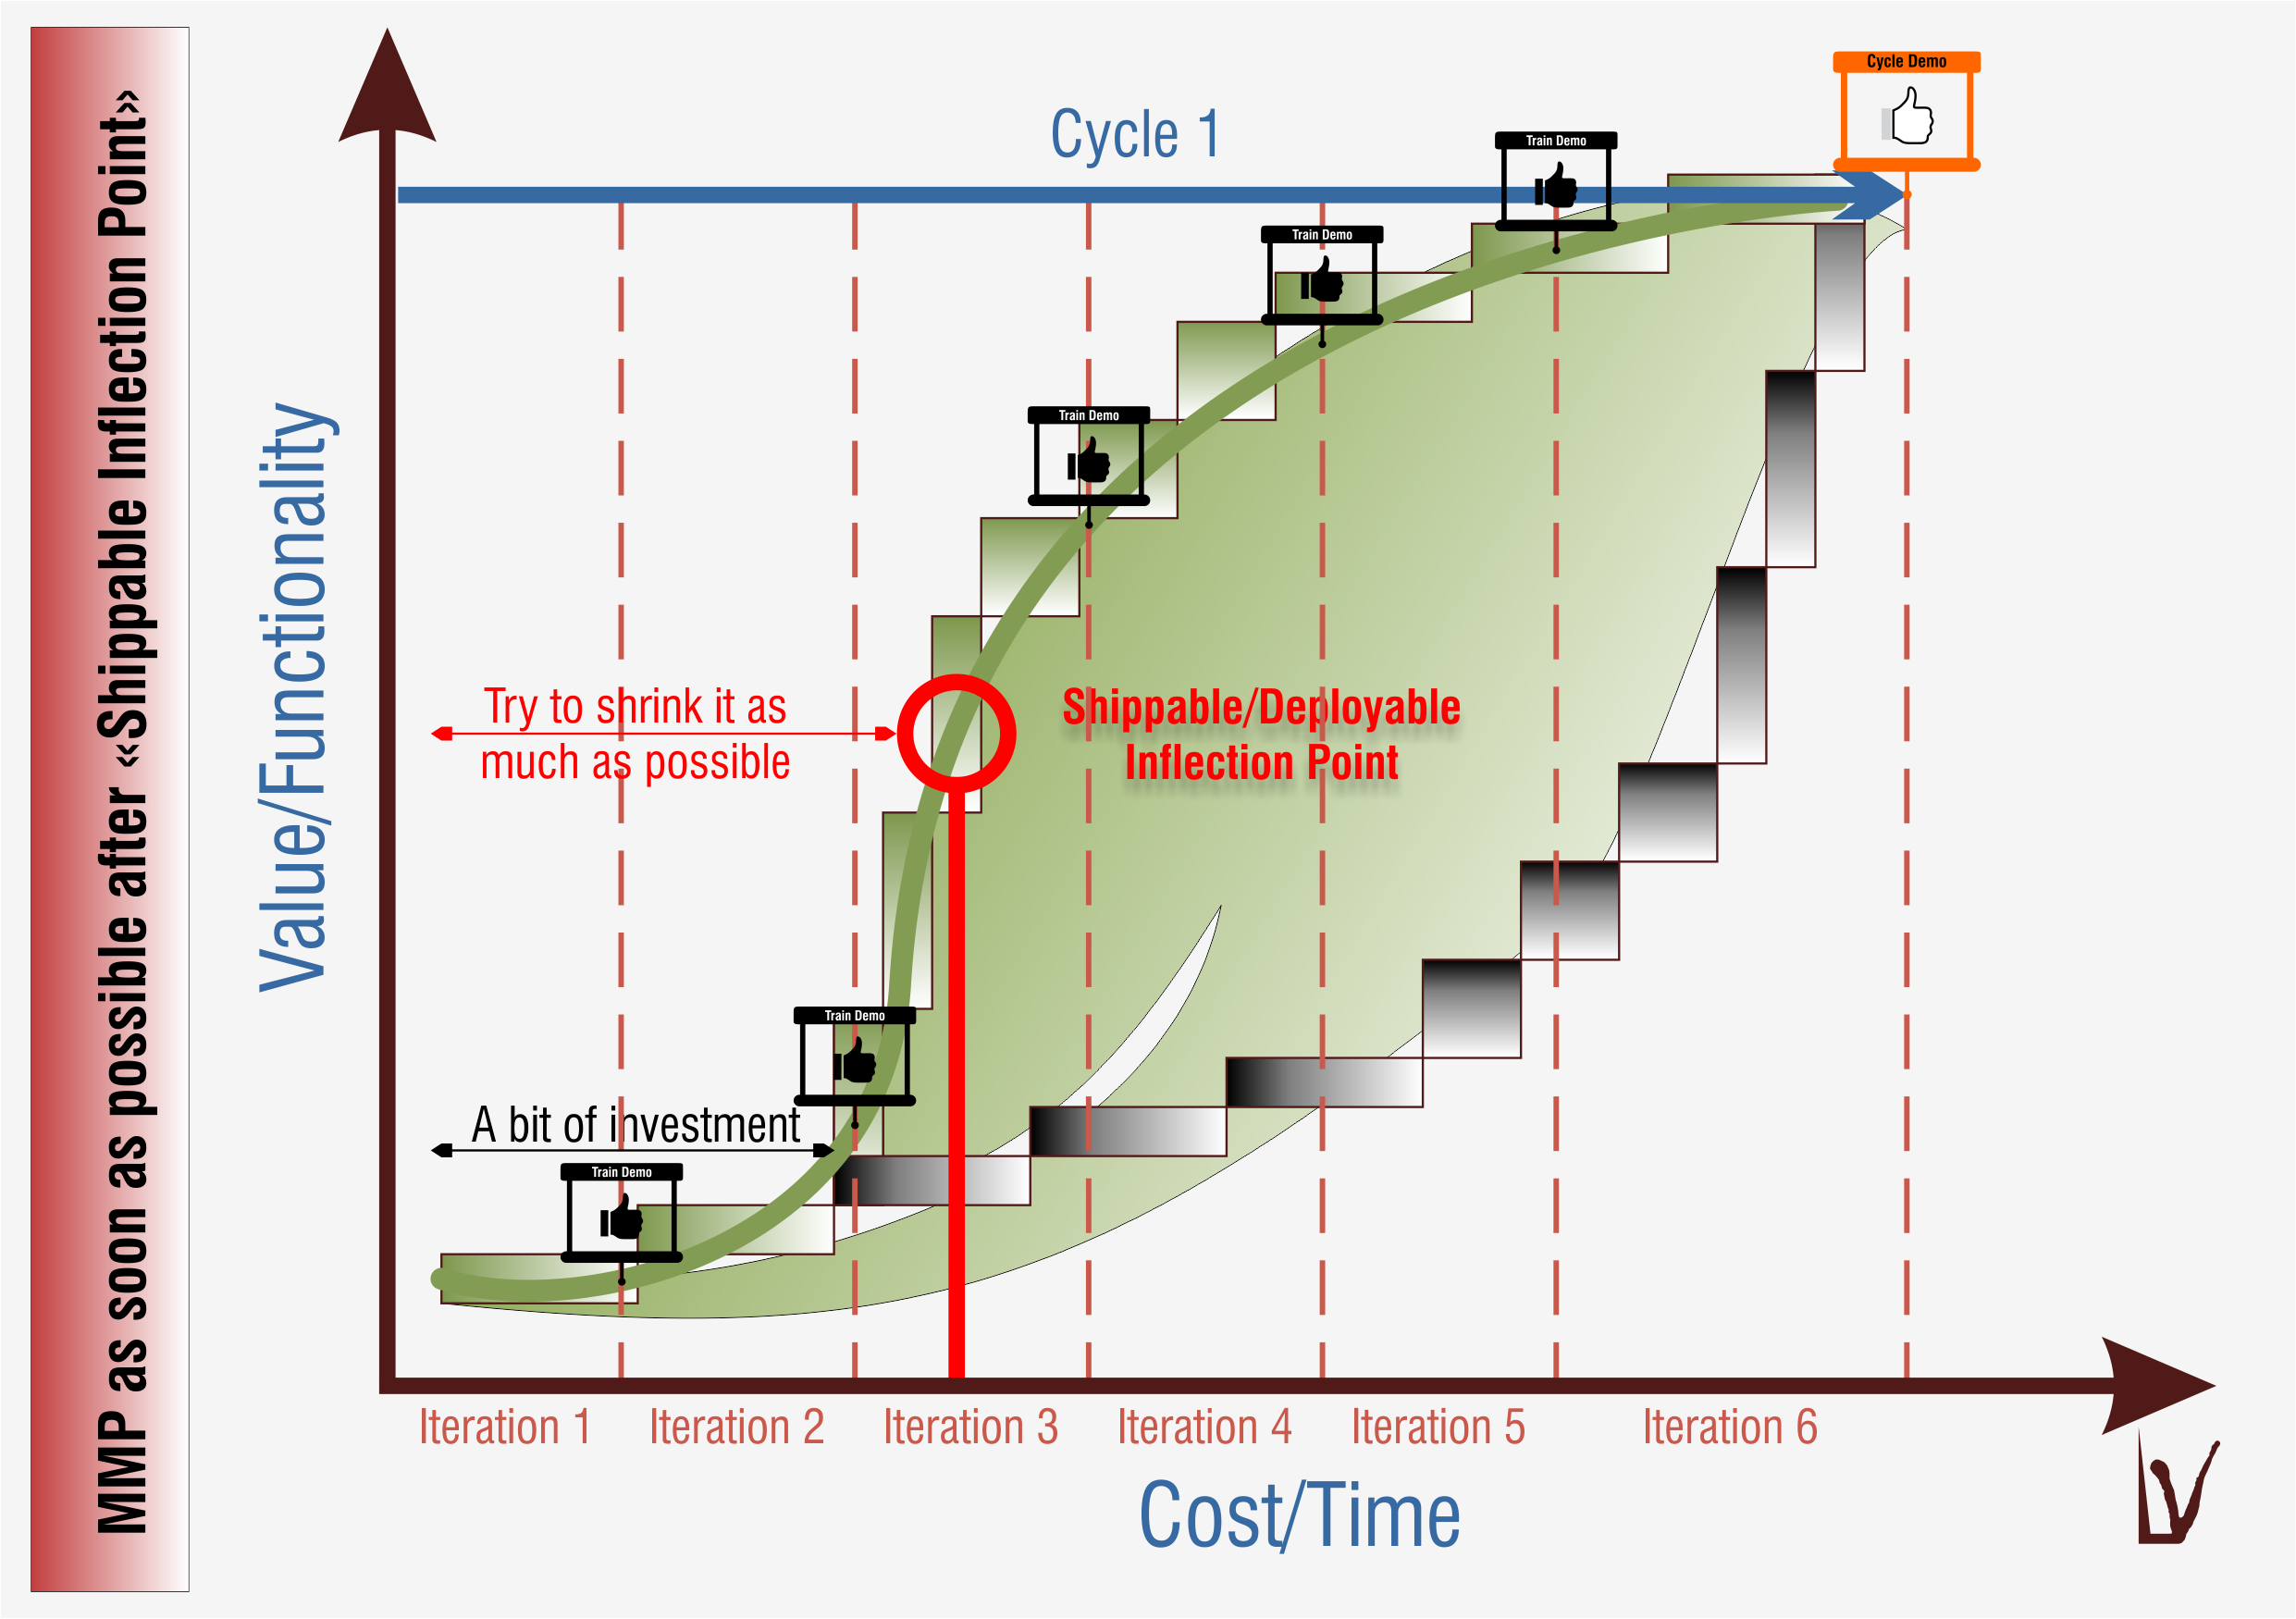 MMP as soon as possible after «Shippable Inflection Point»
Value/Functionality
Cycle 1
Cycle Demo
Train Demo
Train Demo
Train Demo
Try to shrink it as
much as possible
Shippable/Deployable
Inflection Point
Train Demo
A bit of investment
Train Demo
Iteration 1
Iteration 2
Iteration 3
Iteration 4
Iteration 5
Iteration 6
Cost/Time